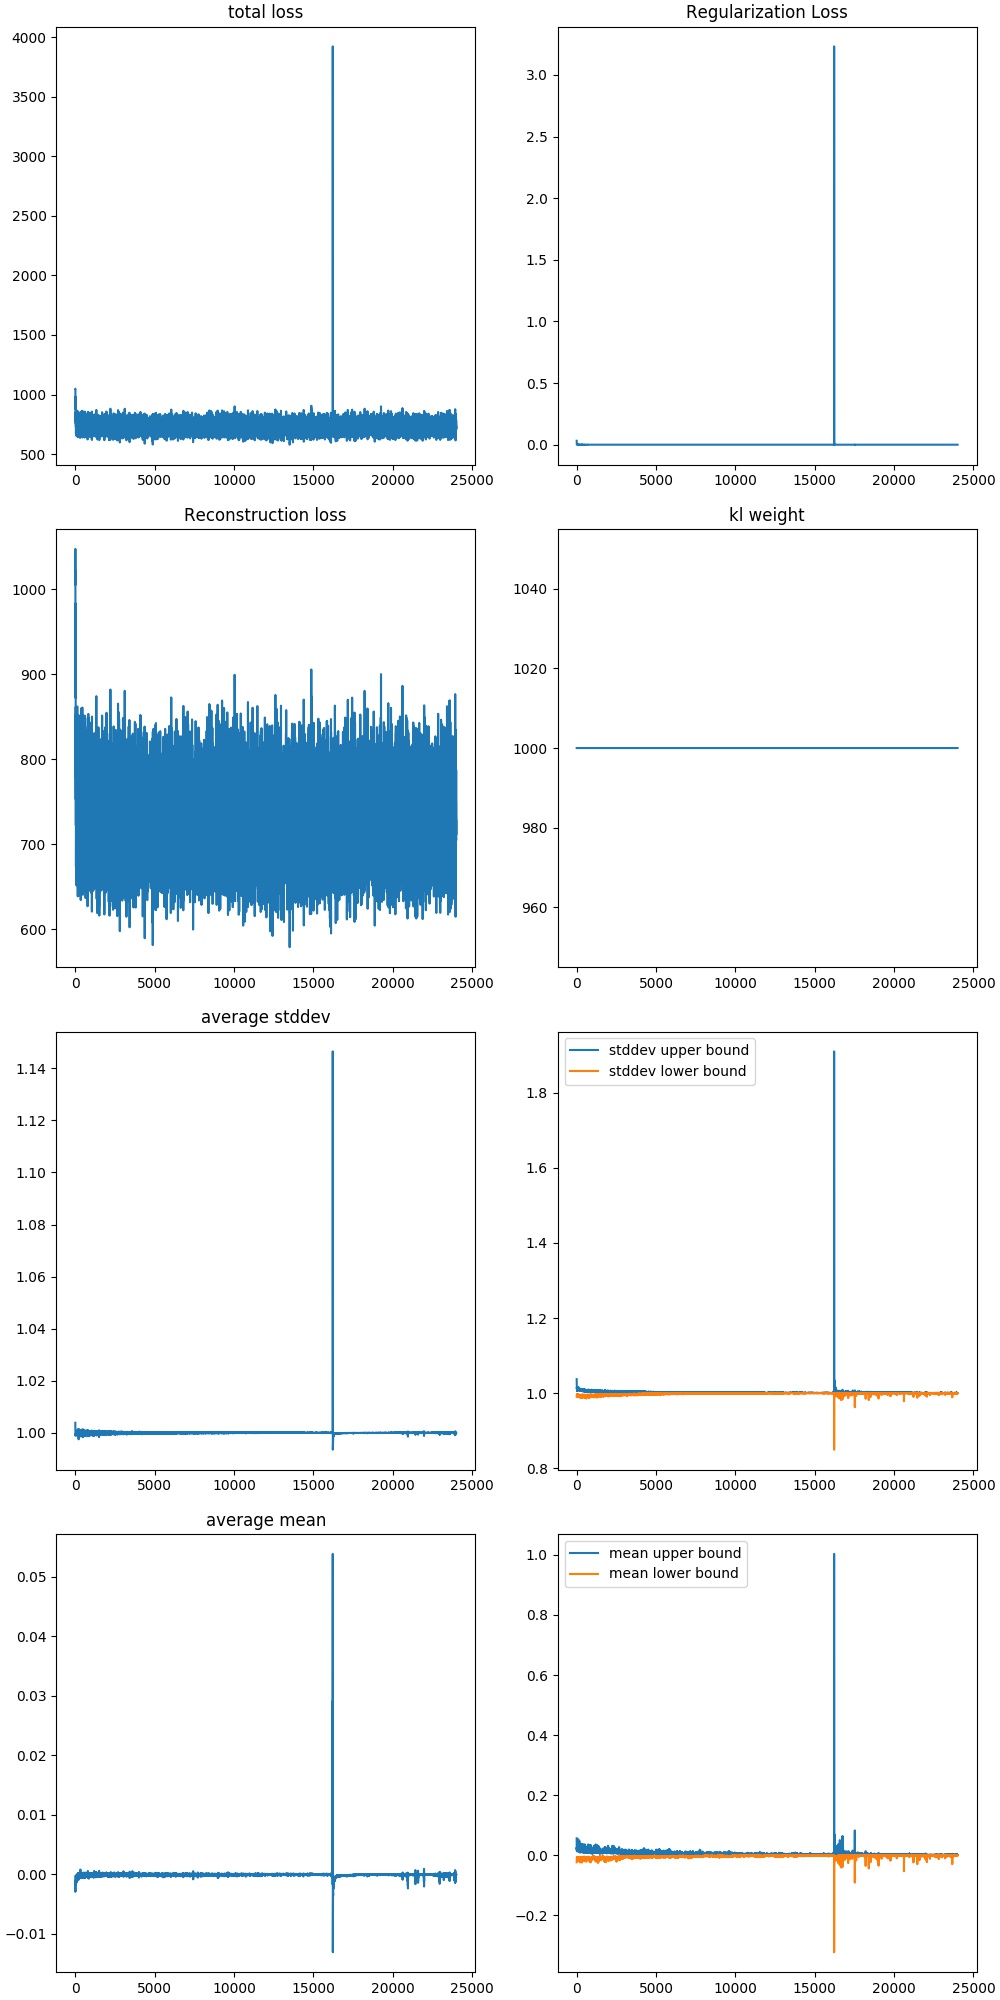 total loss
4000
3500
3000
2500
2000
1500
1000
500
0 5000 10000 15000 20000 25000
Regularization Loss
3.0
2.5
2.0
1.5
1.0
0.5
0.0
0 5000 10000 15000 20000 25000
Reconstruction loss
1000
900
800
700
600
0 5000 10000 15000 20000 25000
kl weight
1040
1020
1000
980
960
0 5000 10000 15000 20000 25000
average stddev
1.14
1.12
1.10
1.08
1.06
1.04
1.02
1.00
0 5000 10000 15000 20000 25000
stddev upper bound
stddev lower bound
1.8
1.6
1.4
1.2
1.0
0.8
0 5000 10000 15000 20000 25000
average mean
0.05
0.04
0.03
0.02
0.01
0.00
−0.01
0 5000 10000 15000 20000 25000
mean upper bound
mean lower bound
1.0
0.8
0.6
0.4
0.2
0.0
−0.2
0 5000 10000 15000 20000 25000